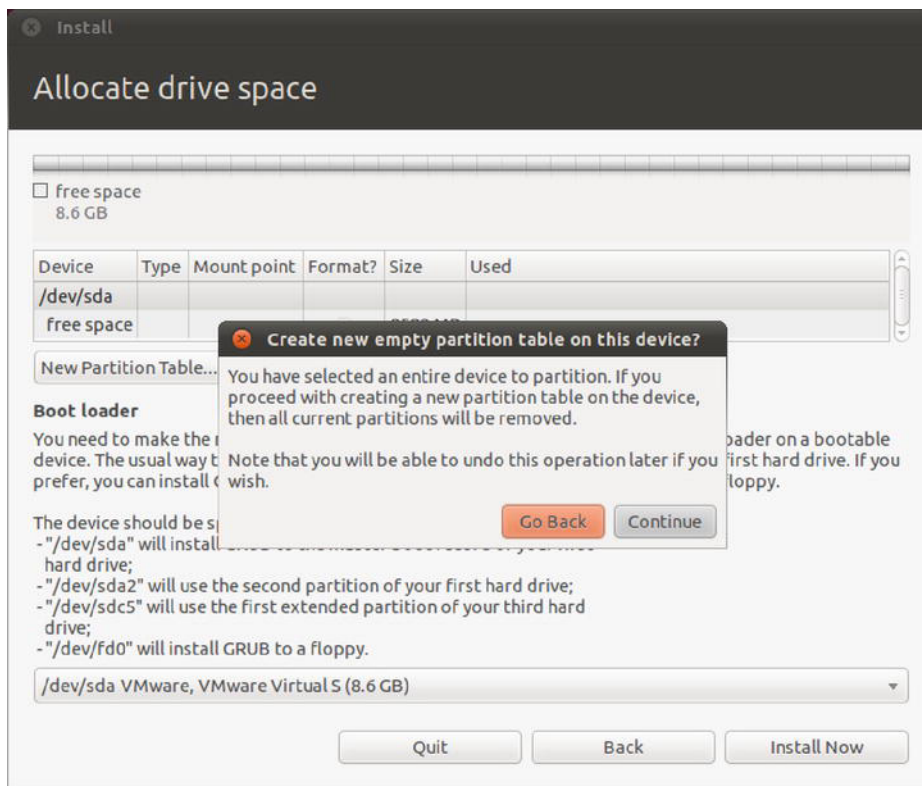 Install
Allocate drive space
free space
8.6 GB
Device Type Mount point Format? Size Used
/dev/sda
free space
Create new empty partition table on this device?
New Partition Table...
You have selected an entire device to partition. If you
proceed with creating a new partition table on the device,
then all current partitions will be removed.
Note that you will be able to undo this operation later if you
wish.
Go Back Continue
Boot loader
You need to make the on a bootable
device. The usual way first hard drive. If you
prefer, you can install floppy.
The device should be
-"/dev/sda" will install
hard drive;
-"/dev/sda2" will use the second partition of your first hard drive;
-"/dev/sdc5" will use the first extended partition of your third hard
drive;
-"/dev/fd0" will install GRUB to a floppy.
/dev/sda VMware, VMware Virtual S (8.6 GB)
Quit Back Install Now